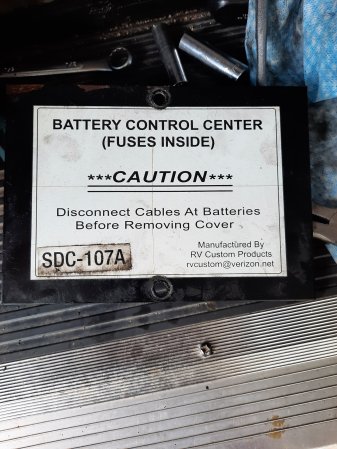 BATTERY CONTROL CENTER
(FUSES INSIDE)
***CAUTION***
Disconnect Cables At Batteries
Before Removing Cover
Manufactured By
RV Custom Products
rvcustom@verizon.net
SDC-107A